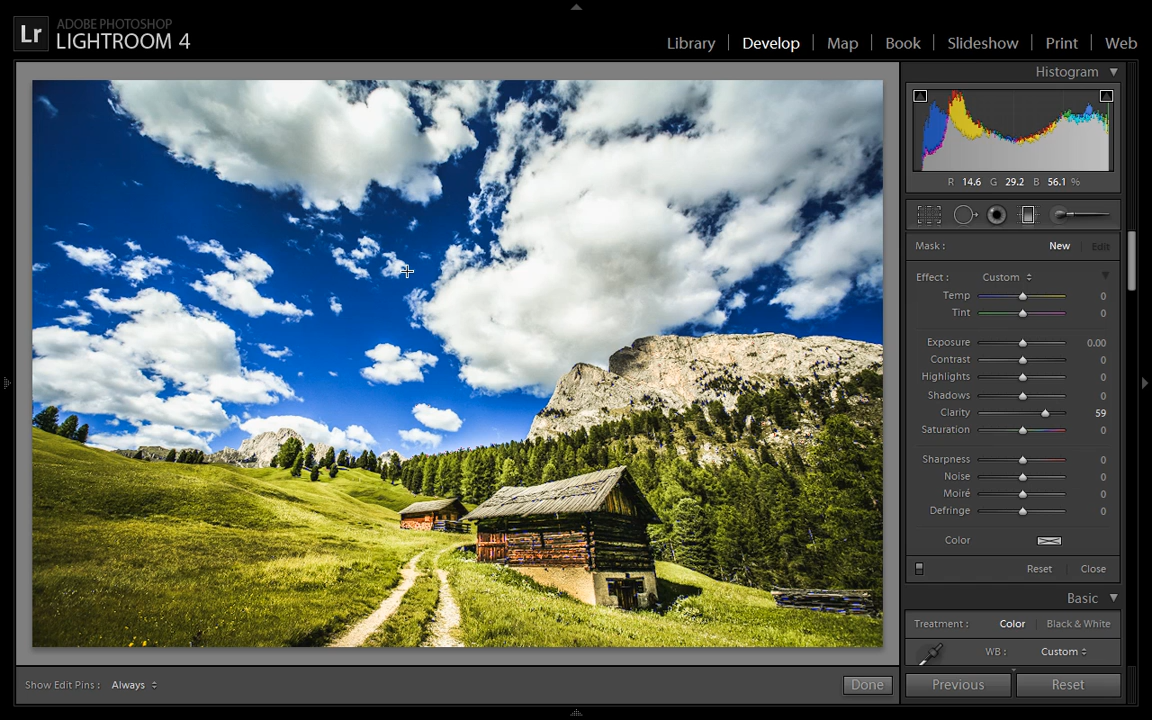 Lr
ADOBE PHOTOSHOP
LIGHTROOM 4
Library | Develop | Map | Book | Slideshow | Print | Web
Histogram
R 14.6 G 29.2 B 56.1 %
Mask : New Edit
Effect : Custom
Temp 0
Tint 0
Exposure 0.00
Contrast 0
Highlights 0
Shadows 0
Clarity 59
Saturation 0
Sharpness 0
Noise 0
Moiré 0
Defringe 0
Color
Reset | Close
Basic
Treatment : Color | Black & White
WB : Custom
Show Edit Pins : Always
Done
Previous
Reset